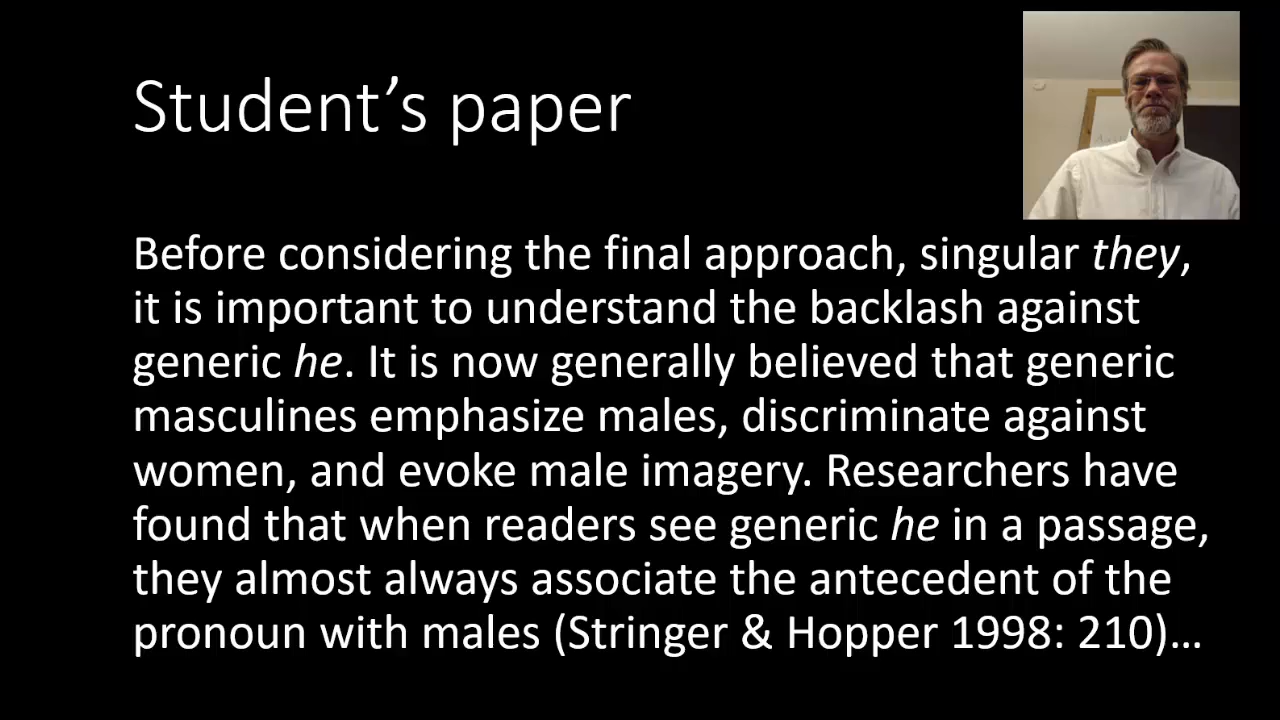 Student’s paper
Before considering the final approach, singular they,
it is important to understand the backlash against
generic he. It is now generally believed that generic
masculines emphasize males, discriminate against
women, and evoke male imagery. Researchers have
found that when readers see generic he in a passage,
they almost always associate the antecedent of the
pronoun with males (Stringer & Hopper 1998: 210)…